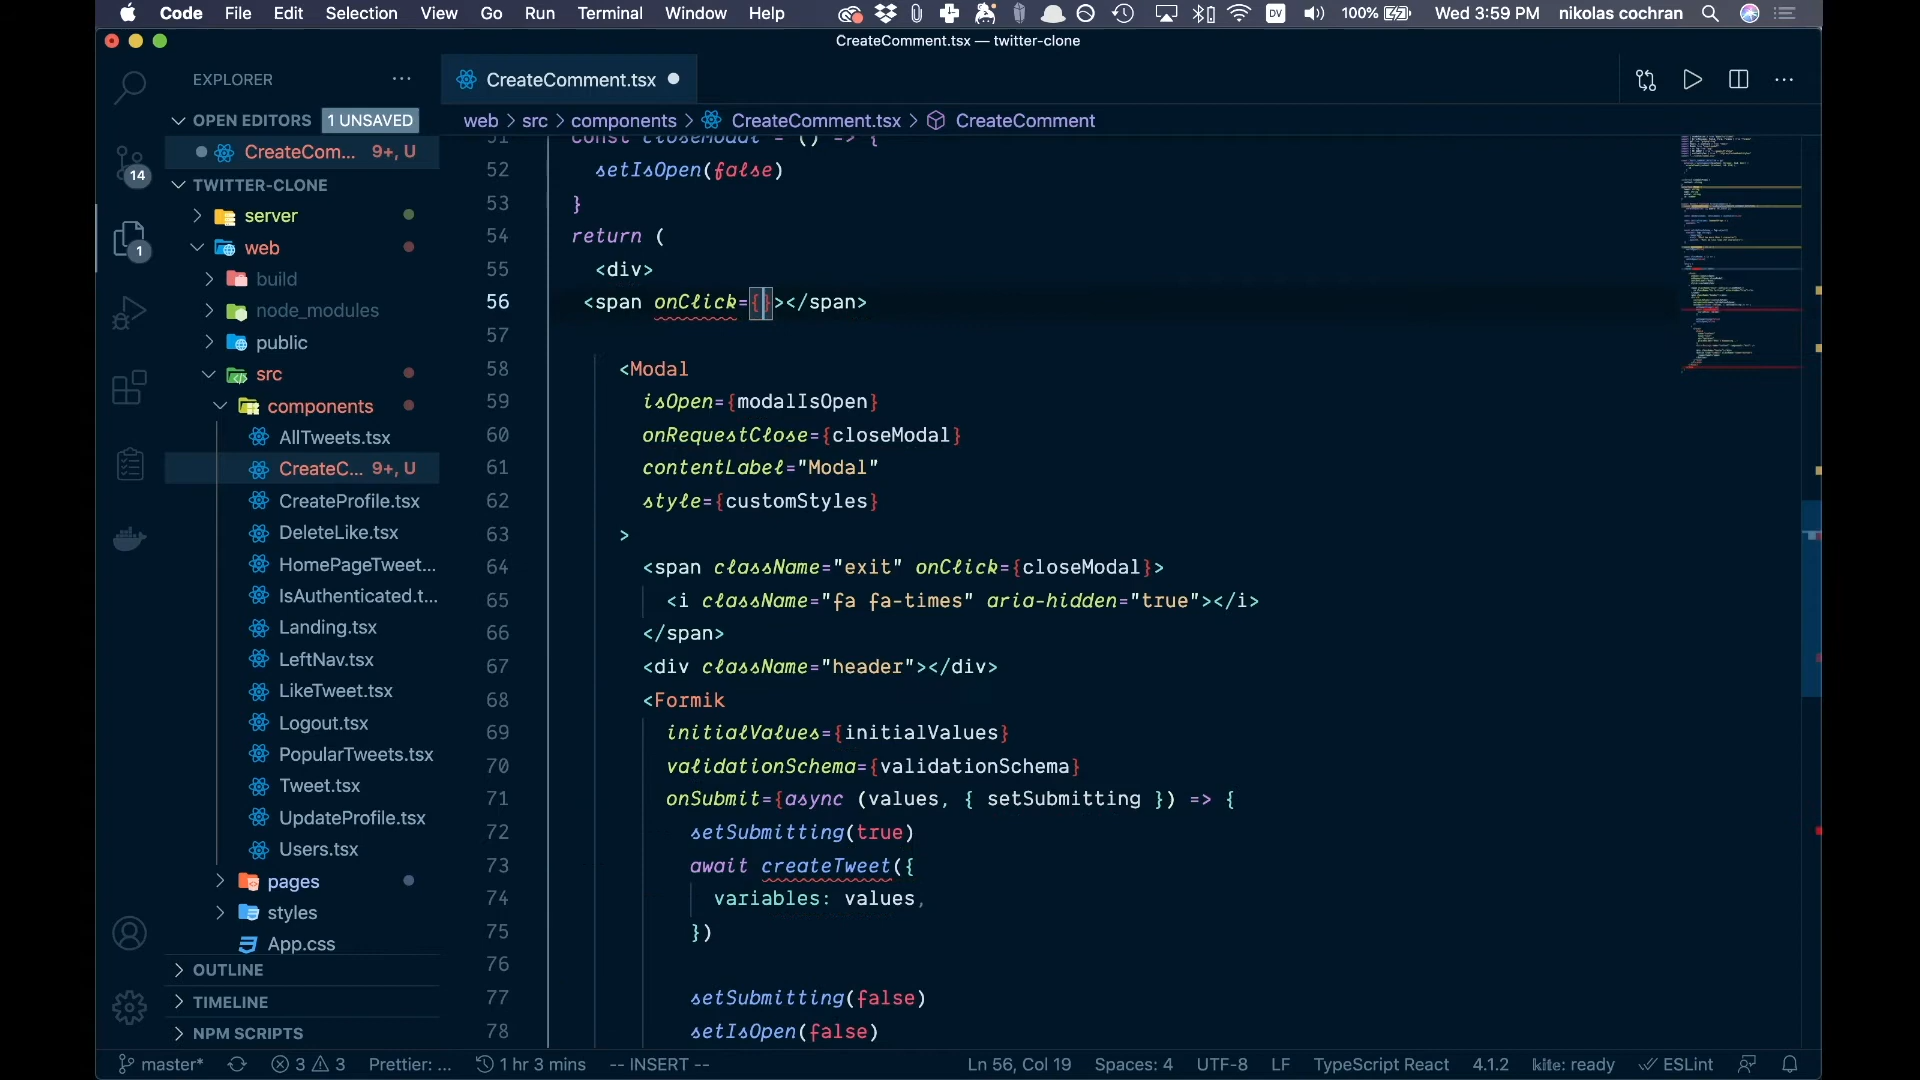 Code File Edit Selection View Go Run Terminal Window Help DV 100% Wed 3:59 PM nikolas cochran
CreateComment.tsx — twitter-clone
EXPLORER
CreateComment.tsx
OPEN EDITORS 1 UNSAVED
web > src > components > CreateComment.tsx > CreateComment
CreateCom... 9+, U
TWITTER-CLONE
server
web
build
node_modules
public
src
components
AllTweets.tsx
CreateC... 9+, U
CreateProfile.tsx
DeleteLike.tsx
HomePageTweet...
IsAuthenticated.t...
Landing.tsx
LeftNav.tsx
LikeTweet.tsx
Logout.tsx
PopularTweets.tsx
Tweet.tsx
UpdateProfile.tsx
Users.tsx
pages
styles
App.css
OUTLINE
TIMELINE
NPM SCRIPTS
14
1
51 const closeModal = () => {
52 setIsOpen(false)
53 }
54 return (
55 <div>
56 <span onClick={}></span>
57
58 <Modal
59 isOpen={modalIsOpen}
60 onRequestClose={closeModal}
61 contentLabel="Modal"
62 style={customStyles}
63 >
64 <span className="exit" onClick={closeModal}>
65 <i className="fa fa-times" aria-hidden="true"></i>
66 </span>
67 <div className="header"></div>
68 <Formik
69 initialValues={initialValues}
70 validationSchema={validationSchema}
71 onSubmit={async (values, { setSubmitting }) => {
72 setSubmitting(true)
73 await createTweet({
74 variables: values,
75 })
76
77 setSubmitting(false)
78 setIsOpen(false)
master* 3 3 Prettier: ... 1 hr 3 mins -- INSERT -- Ln 56, Col 19 Spaces: 4 UTF-8 LF TypeScript React 4.1.2 kite: ready ESLint